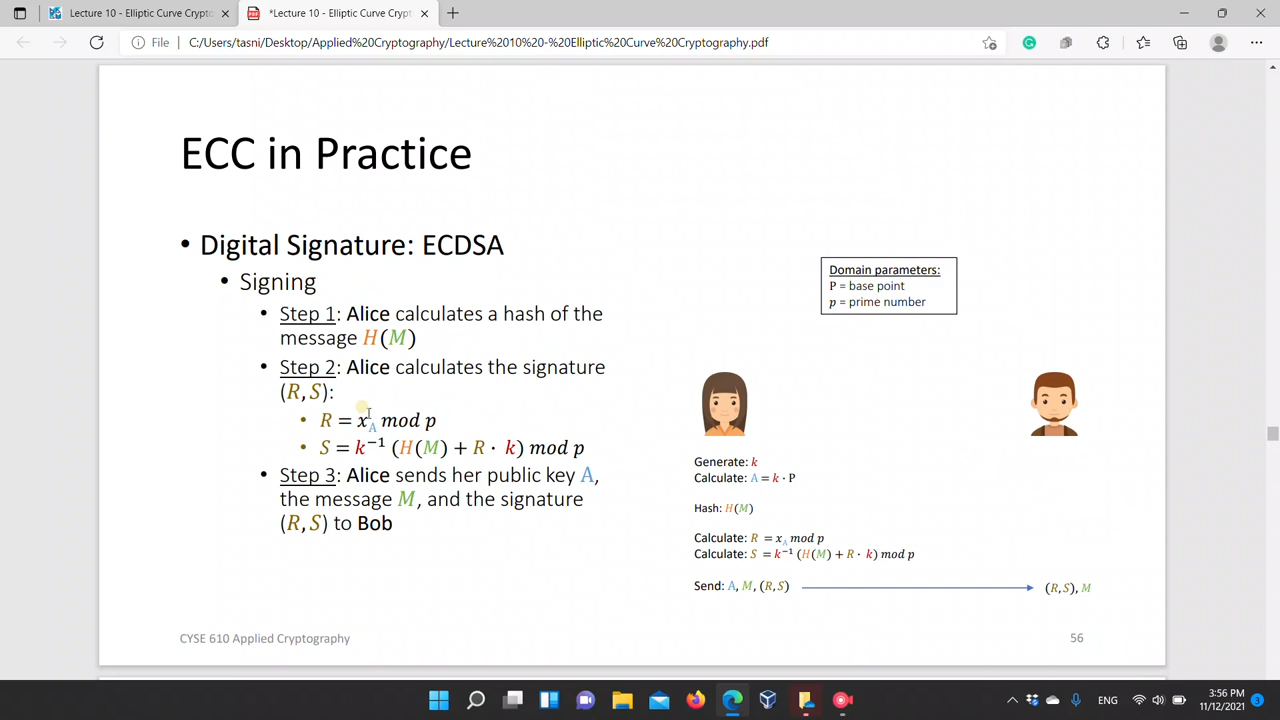 Lecture 10 - Elliptic Curve Crypto
*Lecture 10 - Elliptic Curve Crypt
File
C:/Users/tasni/Desktop/Applied%20Cryptography/Lecture%2010%20-%20Elliptic%20Curve%20Cryptography.pdf
ECC in Practice
• Digital Signature: ECDSA
• Signing
• Step 1: Alice calculates a hash of the
message H(M)
• Step 2: Alice calculates the signature
(R, S):
• R = x_A mod p
• S = k⁻¹ (H(M) + R · k) mod p
• Step 3: Alice sends her public key A,
the message M, and the signature
(R, S) to Bob
Domain parameters:
P = base point
p = prime number
Generate: k
Calculate: A = k · P
Hash: H(M)
Calculate: R = x_A mod p
Calculate: S = k⁻¹ (H(M) + R · k) mod p
Send: A, M, (R, S)
(R, S), M
CYSE 610 Applied Cryptography
56
ENG
3:56 PM
11/12/2021
3